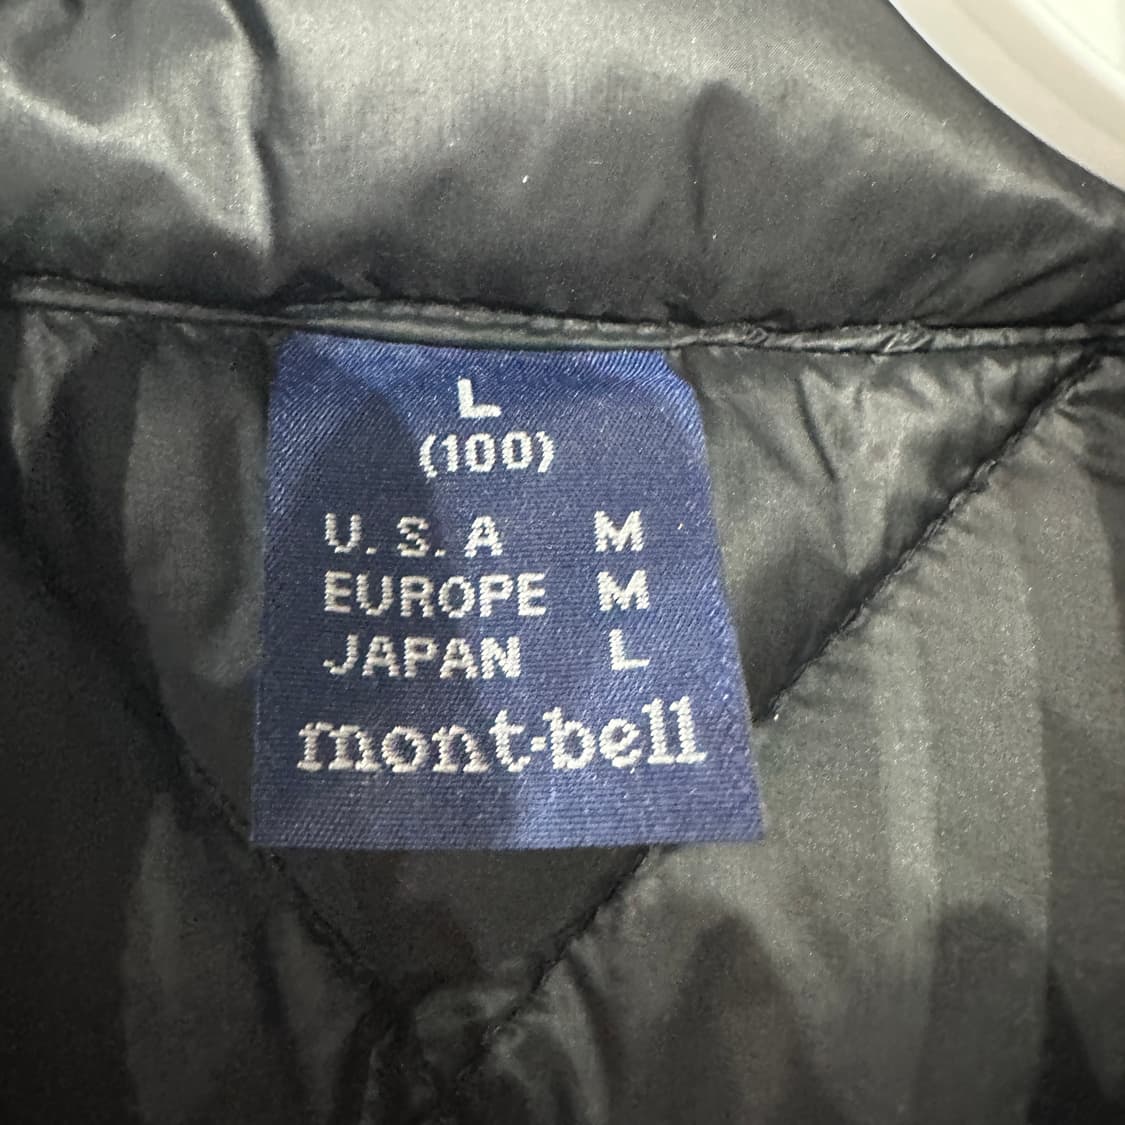 L
(100)
U.S.A M
EUROPE M
JAPAN L
mont-bell